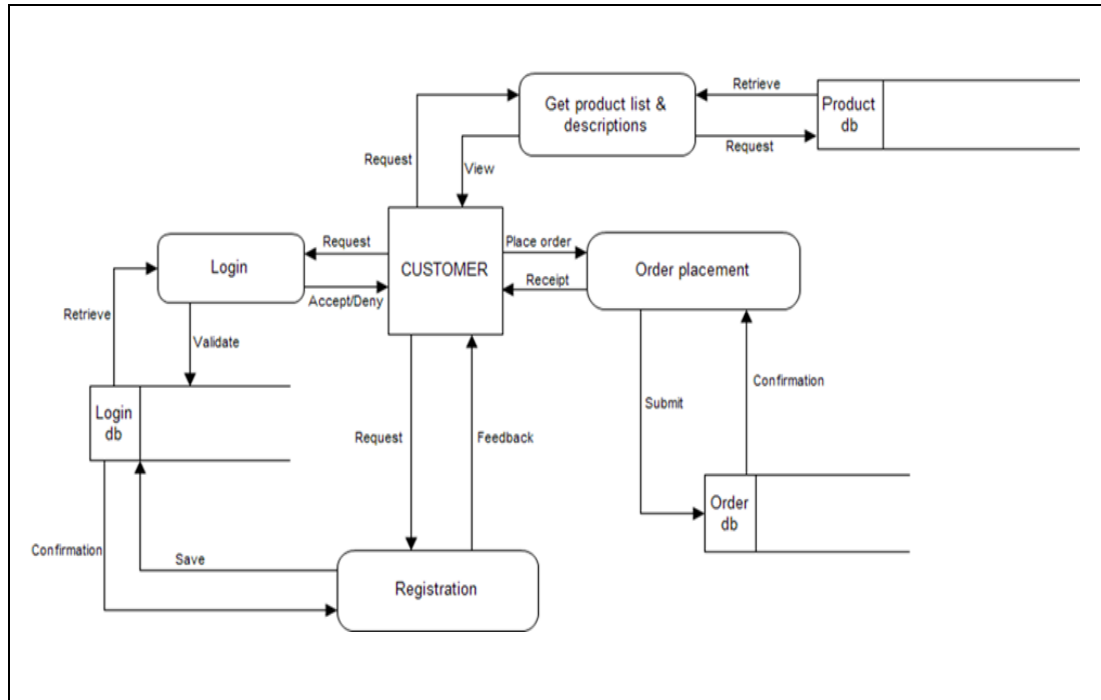 Retrieve
Get product list &
descriptions
Product
db
Request
Request
View
Request
Place order
Login
CUSTOMER
Order placement
Accept/Deny
Receipt
Retrieve
Validate
Confirmation
Submit
Login
db
Request
Feedback
Order
db
Confirmation
Save
Registration